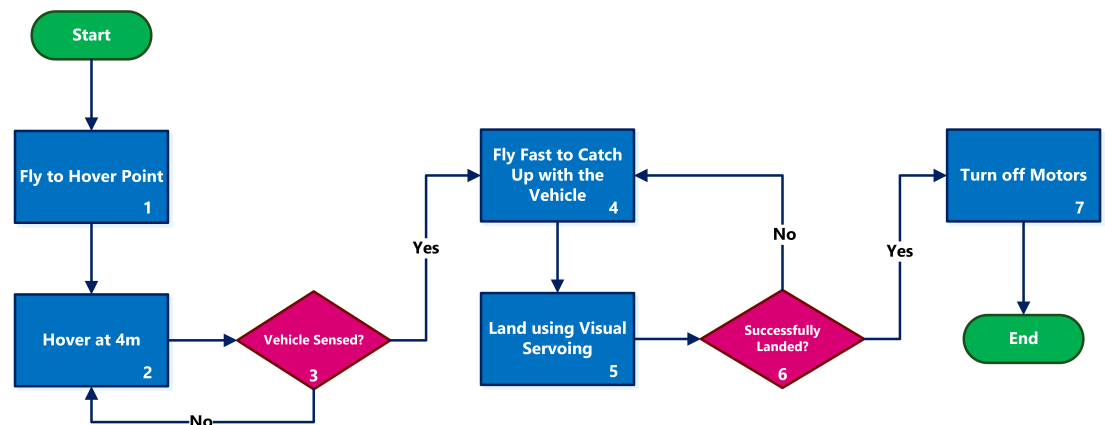 Start
Fly to Hover Point
1
Hover at 4m
2
Vehicle Sensed?
3
No
Yes
Fly Fast to Catch
Up with the
Vehicle
4
Land using Visual
Servoing
5
Successfully
Landed?
6
No
Yes
Turn off Motors
7
End